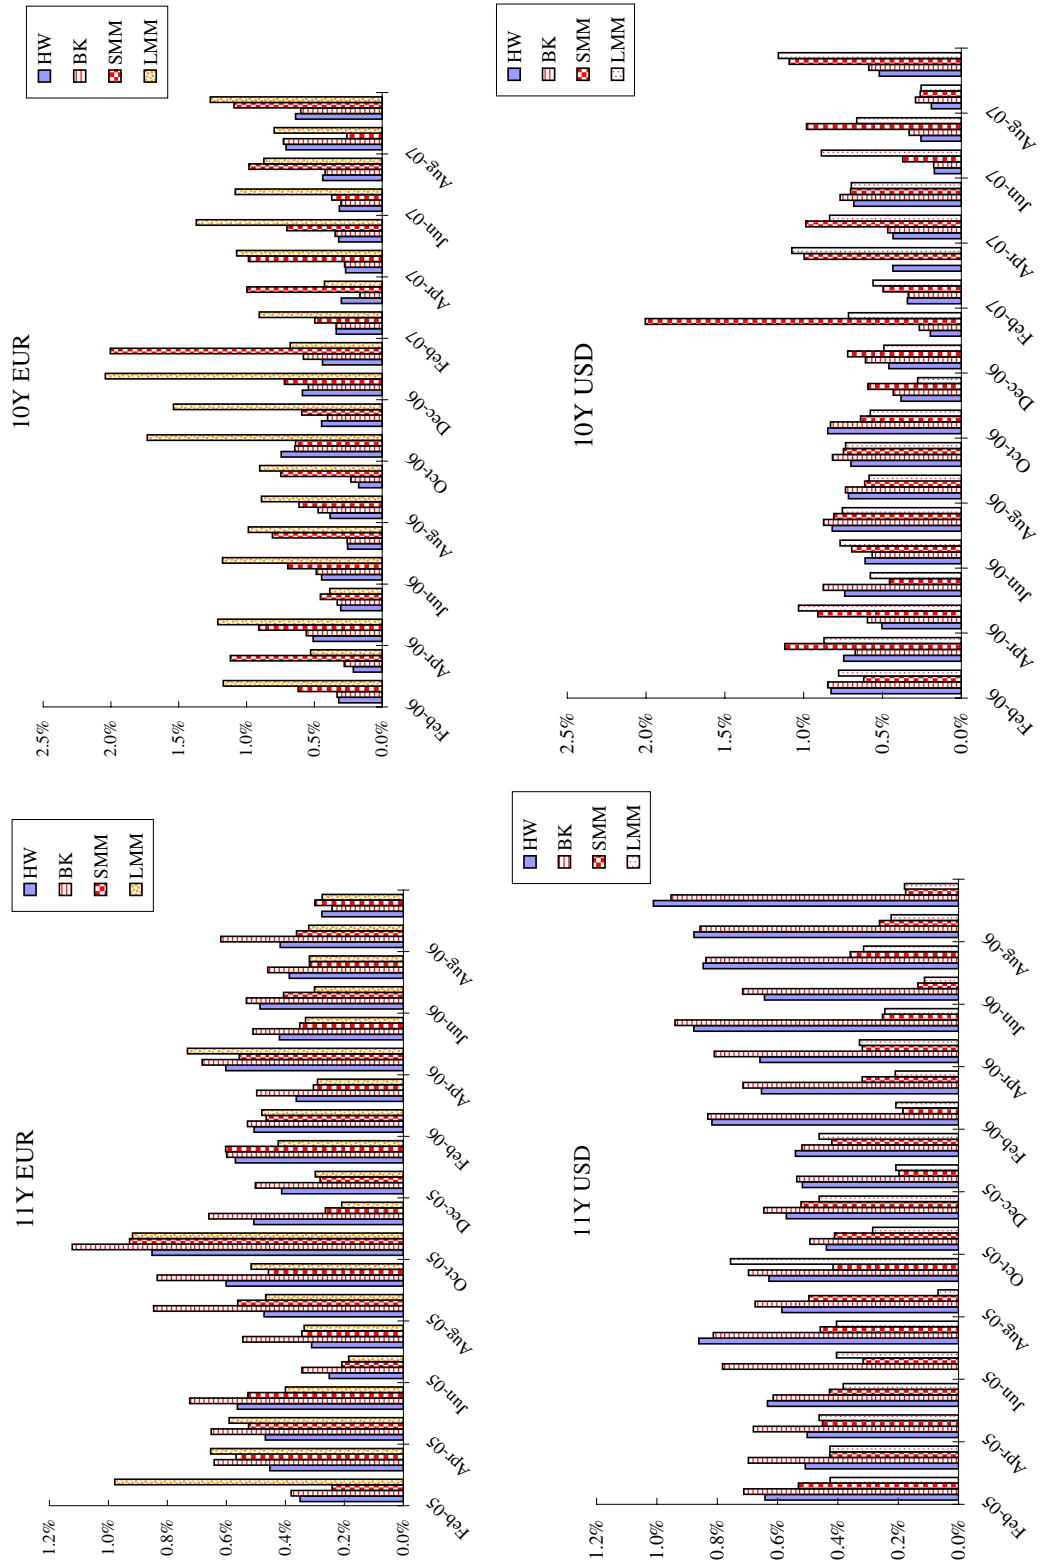 11Y EUR
1.2%
1.0%
0.8%
0.6%
0.4%
0.2%
0.0%
Feb-05
Apr-05
Jun-05
Aug-05
Oct-05
Dec-05
Feb-06
Apr-06
Jun-06
Aug-06
HW
BK
SMM
LMM
10Y EUR
2.5%
2.0%
1.5%
1.0%
0.5%
0.0%
Feb-06
Apr-06
Jun-06
Aug-06
Oct-06
Dec-06
Feb-07
Apr-07
Jun-07
Aug-07
HW
BK
SMM
LMM
11Y USD
1.2%
1.0%
0.8%
0.6%
0.4%
0.2%
0.0%
Feb-05
Apr-05
Jun-05
Aug-05
Oct-05
Dec-05
Feb-06
Apr-06
Jun-06
Aug-06
HW
BK
SMM
LMM
10Y USD
2.5%
2.0%
1.5%
1.0%
0.5%
0.0%
Feb-06
Apr-06
Jun-06
Aug-06
Oct-06
Dec-06
Feb-07
Apr-07
Jun-07
Aug-07
HW
BK
SMM
LMM